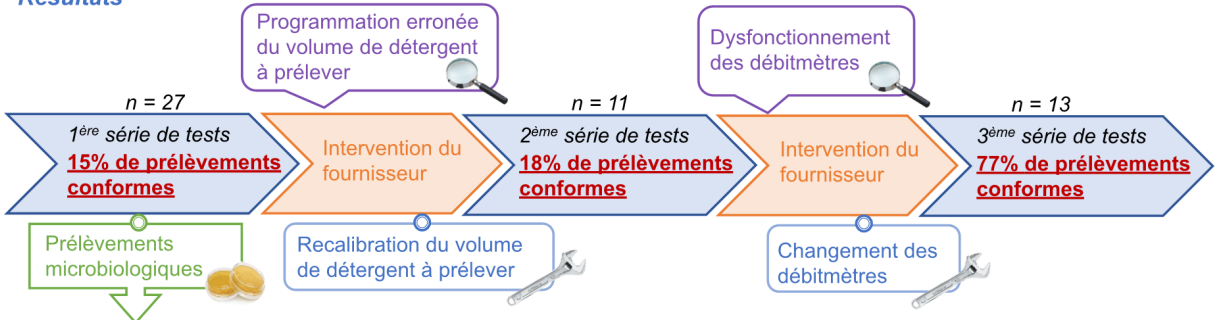 Résultats
Programmation erronée
du volume de détergent
à prélever
Dysfonctionnement
des débitmètres
n = 27
1ère série de tests
15% de prélèvements
conformes
Intervention du
fournisseur
n = 11
2ème série de tests
18% de prélèvements
conformes
Intervention du
fournisseur
n = 13
3ème série de tests
77% de prélèvements
conformes
Prélèvements
microbiologiques
Recalibration du volume
de détergent à prélever
Changement des
débitmètres